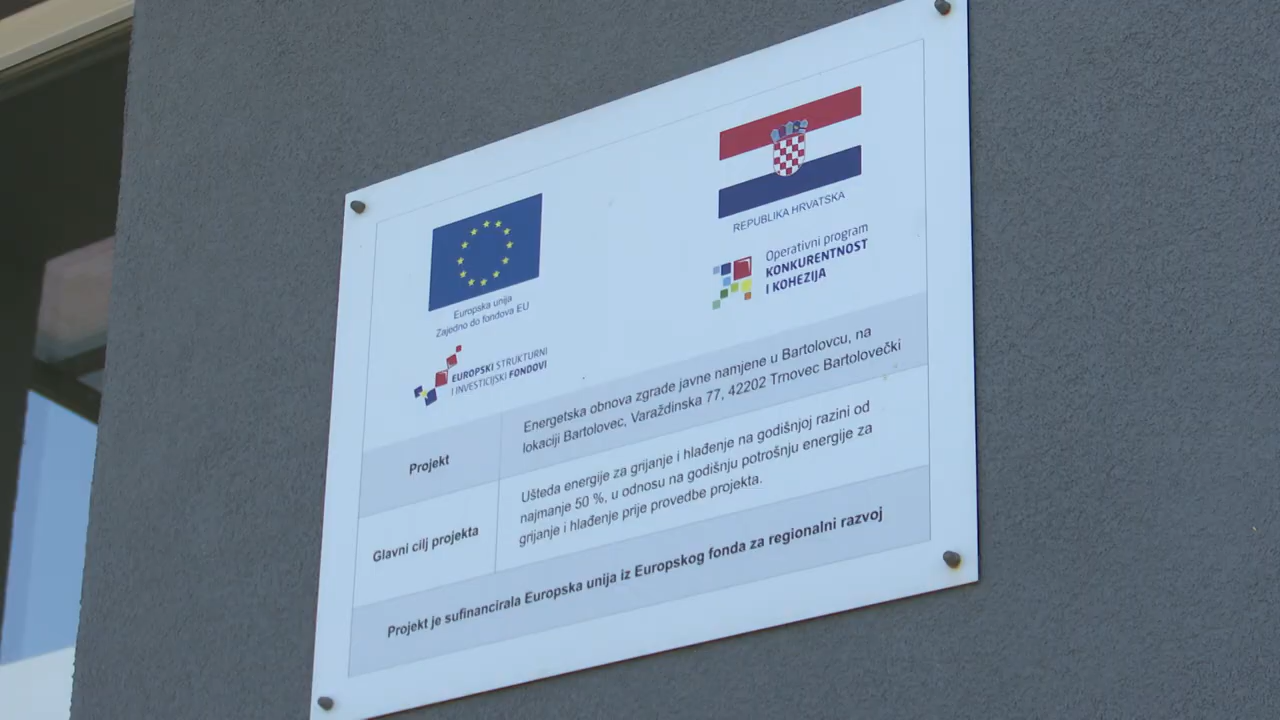 Europska unija
Zajedno do fondova EU
EUROPSKI STRUKTURNI
I INVESTICIJSKI FONDOVI
REPUBLIKA HRVATSKA
Operativni program
KONKURENTNOST
I KOHEZIJA
Projekt
Energetska obnova zgrade javne namjene u Bartolovcu, na
lokaciji Bartolovec, Varaždinska 77, 42202 Trnovec Bartolovečki
Glavni cilj projekta
Ušteda energije za grijanje i hlađenje na godišnjoj razini od
najmanje 50 %, u odnosu na godišnju potrošnju energije za
grijanje i hlađenje prije provedbe projekta.
Projekt je sufinancirala Europska unija iz Europskog fonda za regionalni razvoj